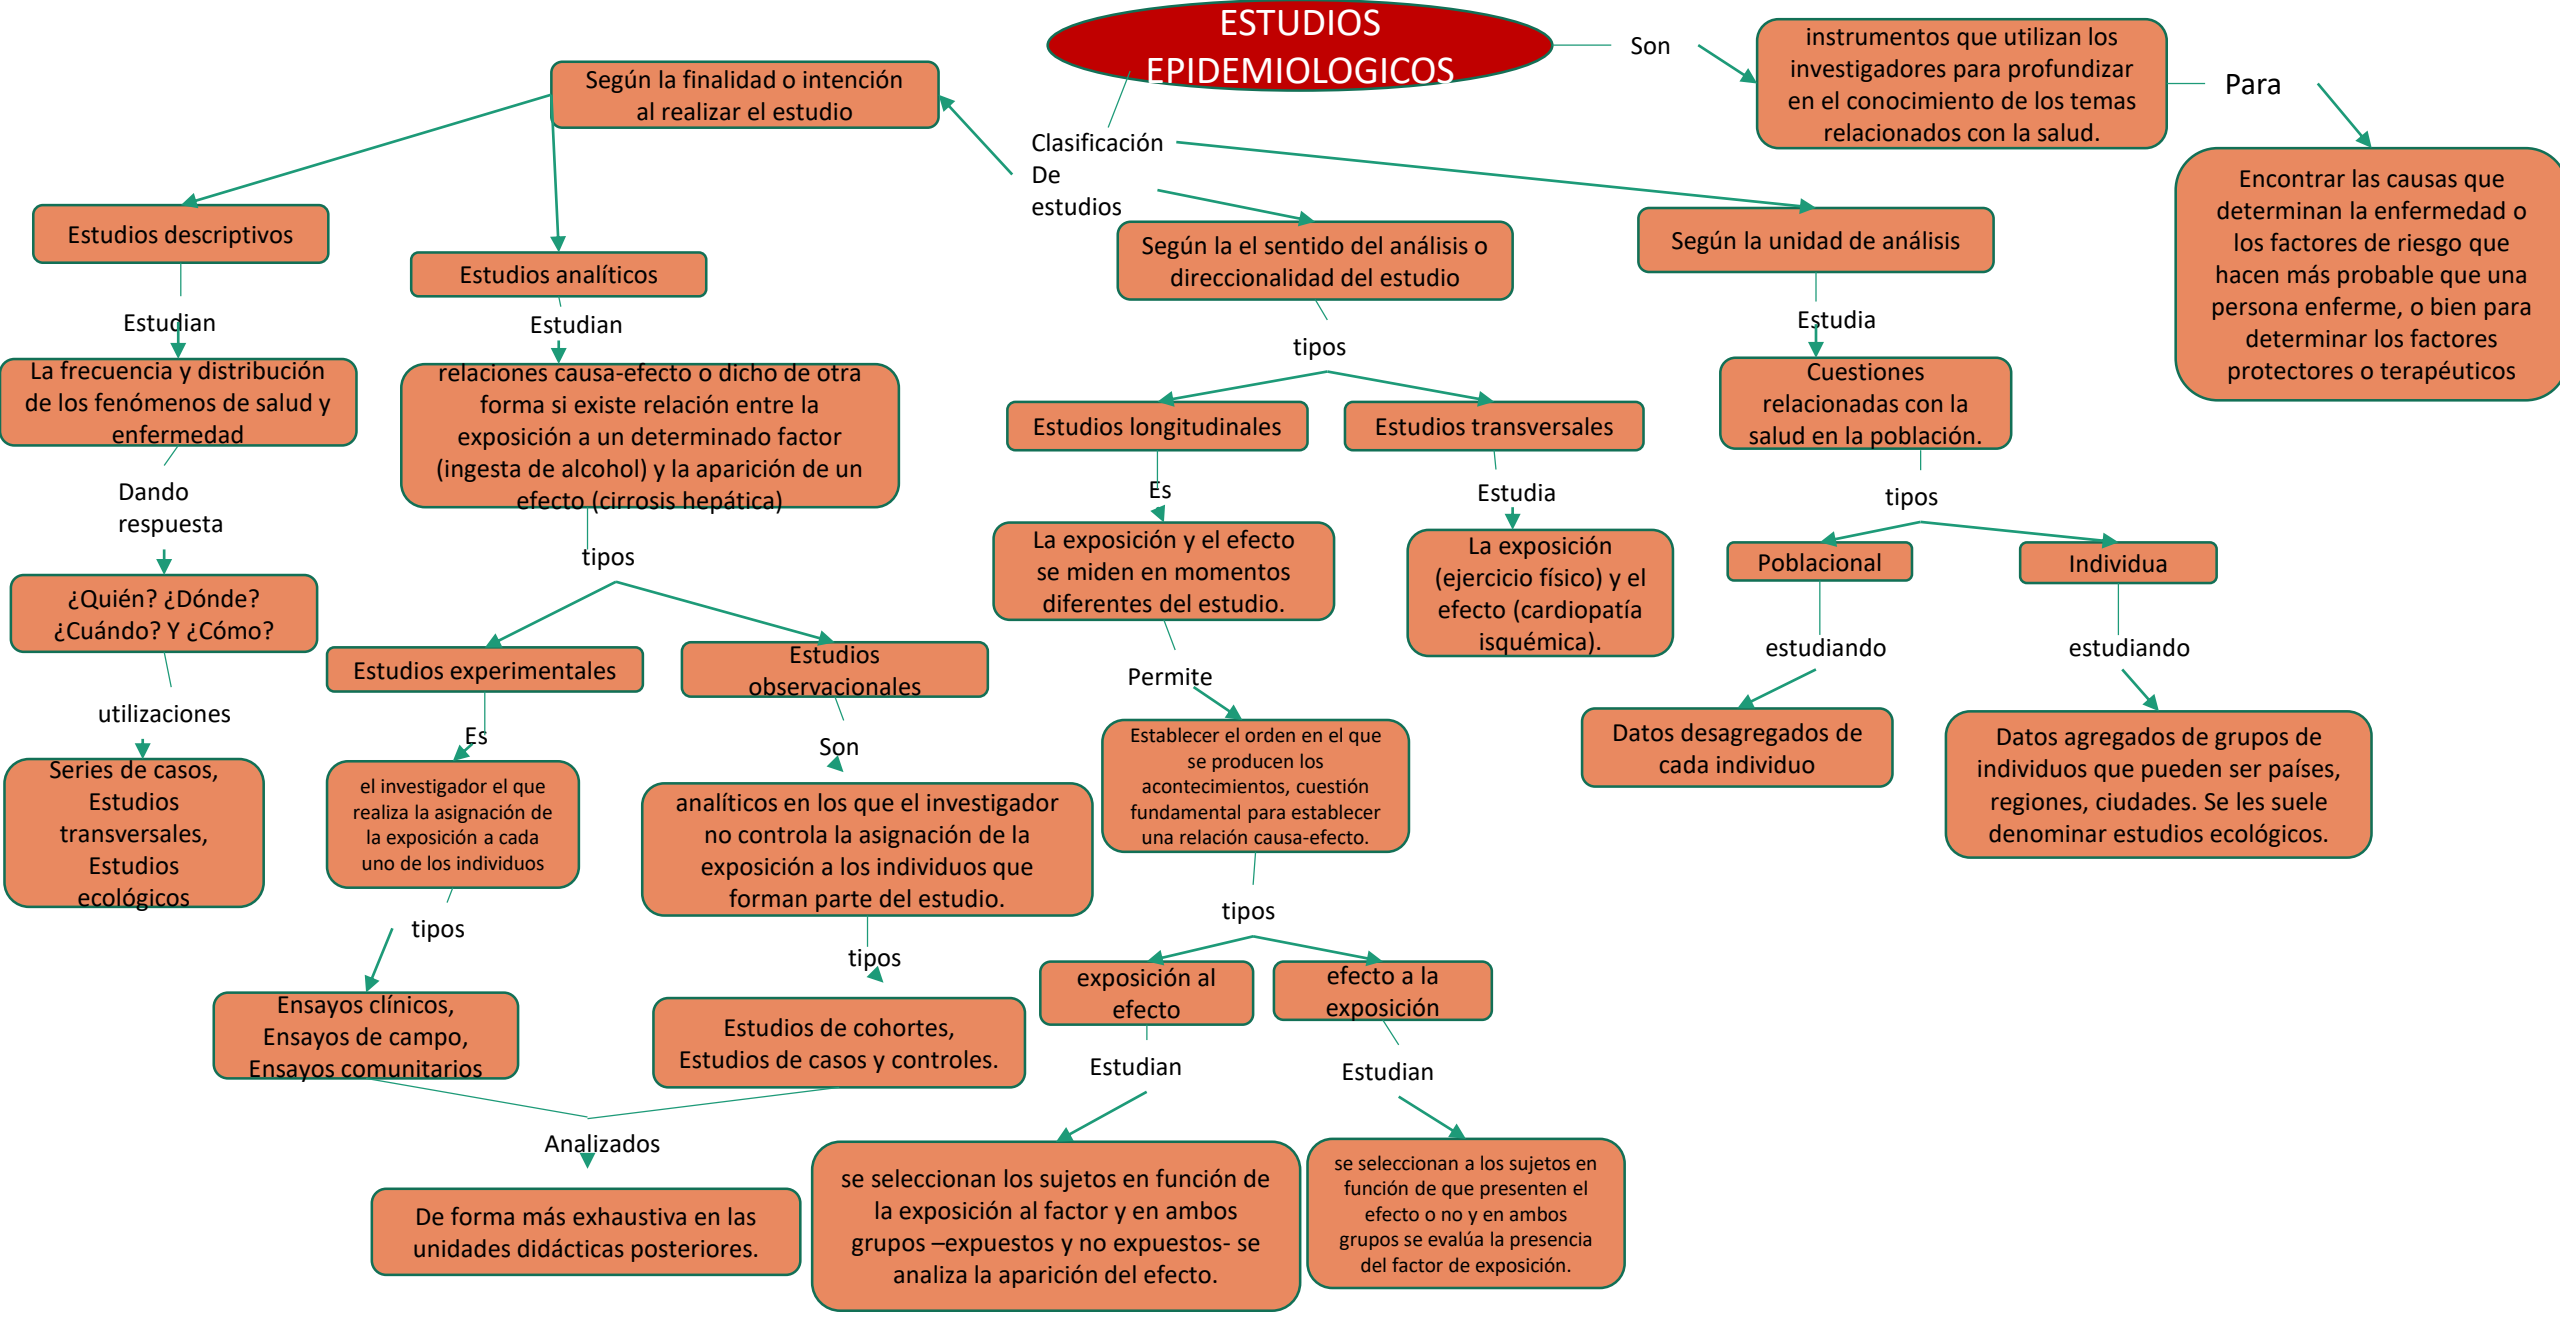 ESTUDIOS
EPIDEMIOLOGICOS
Son
instrumentos que utilizan los
investigadores para profundizar
en el conocimiento de los temas
relacionados con la salud.
Para
Encontrar las causas que
determinan la enfermedad o
los factores de riesgo que
hacen más probable que una
persona enferme, o bien para
determinar los factores
protectores o terapéuticos
Clasificación
De
estudios
Según la finalidad o intención
al realizar el estudio
Estudios descriptivos
Estudian
La frecuencia y distribución
de los fenómenos de salud y
enfermedad
Dando
respuesta
¿Quién? ¿Dónde?
¿Cuándo? Y ¿Cómo?
utilizaciones
Series de casos,
Estudios
transversales,
Estudios
ecológicos
Estudios analíticos
Estudian
relaciones causa-efecto o dicho de otra
forma si existe relación entre la
exposición a un determinado factor
(ingesta de alcohol) y la aparición de un
efecto (cirrosis hepática)
tipos
Estudios experimentales
Es
el investigador el que
realiza la asignación de
la exposición a cada
uno de los individuos
tipos
Ensayos clínicos,
Ensayos de campo,
Ensayos comunitarios
Estudios
observacionales
Son
analíticos en los que el investigador
no controla la asignación de la
exposición a los individuos que
forman parte del estudio.
tipos
Estudios de cohortes,
Estudios de casos y controles.
Analizados
De forma más exhaustiva en las
unidades didácticas posteriores.
Según la el sentido del análisis o
direccionalidad del estudio
tipos
Estudios longitudinales
Es
La exposición y el efecto
se miden en momentos
diferentes del estudio.
Permite
Establecer el orden en el que
se producen los
acontecimientos, cuestión
fundamental para establecer
una relación causa-efecto.
tipos
exposición al
efecto
Estudian
se seleccionan los sujetos en función de
la exposición al factor y en ambos
grupos –expuestos y no expuestos- se
analiza la aparición del efecto.
efecto a la
exposición
Estudian
se seleccionan a los sujetos en
función de que presenten el
efecto o no y en ambos
grupos se evalúa la presencia
del factor de exposición.
Estudios transversales
Estudia
La exposición
(ejercicio físico) y el
efecto (cardiopatía
isquémica).
Según la unidad de análisis
Estudia
Cuestiones
relacionadas con la
salud en la población.
tipos
Poblacional
estudiando
Datos desagregados de
cada individuo
Individua
estudiando
Datos agregados de grupos de
individuos que pueden ser países,
regiones, ciudades. Se les suele
denominar estudios ecológicos.